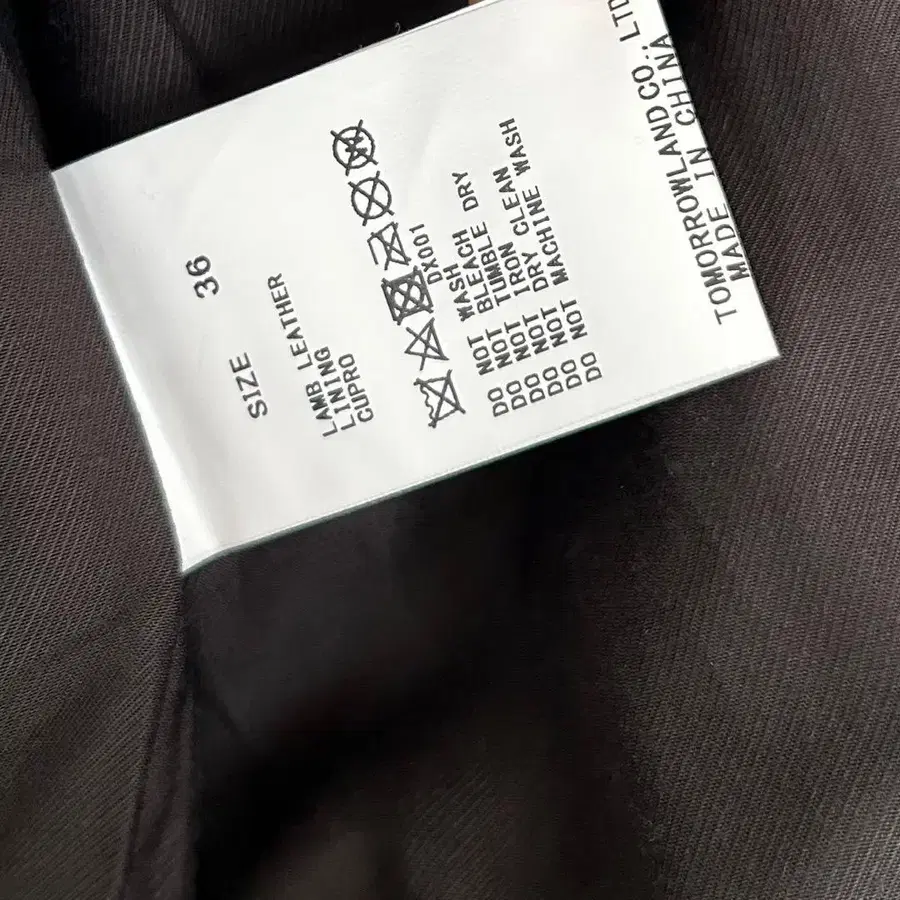 SIZE 36
LAMB LEATHER
LINING
CUPRO
DX001
DO NOT WASH
DO NOT BLEACH
DO NOT TUMBLE DRY
DO NOT IRON
DO NOT DRY CLEAN
DO NOT MACHINE WASH
TOMORROWLAND CO., LTD
MADE IN CHINA